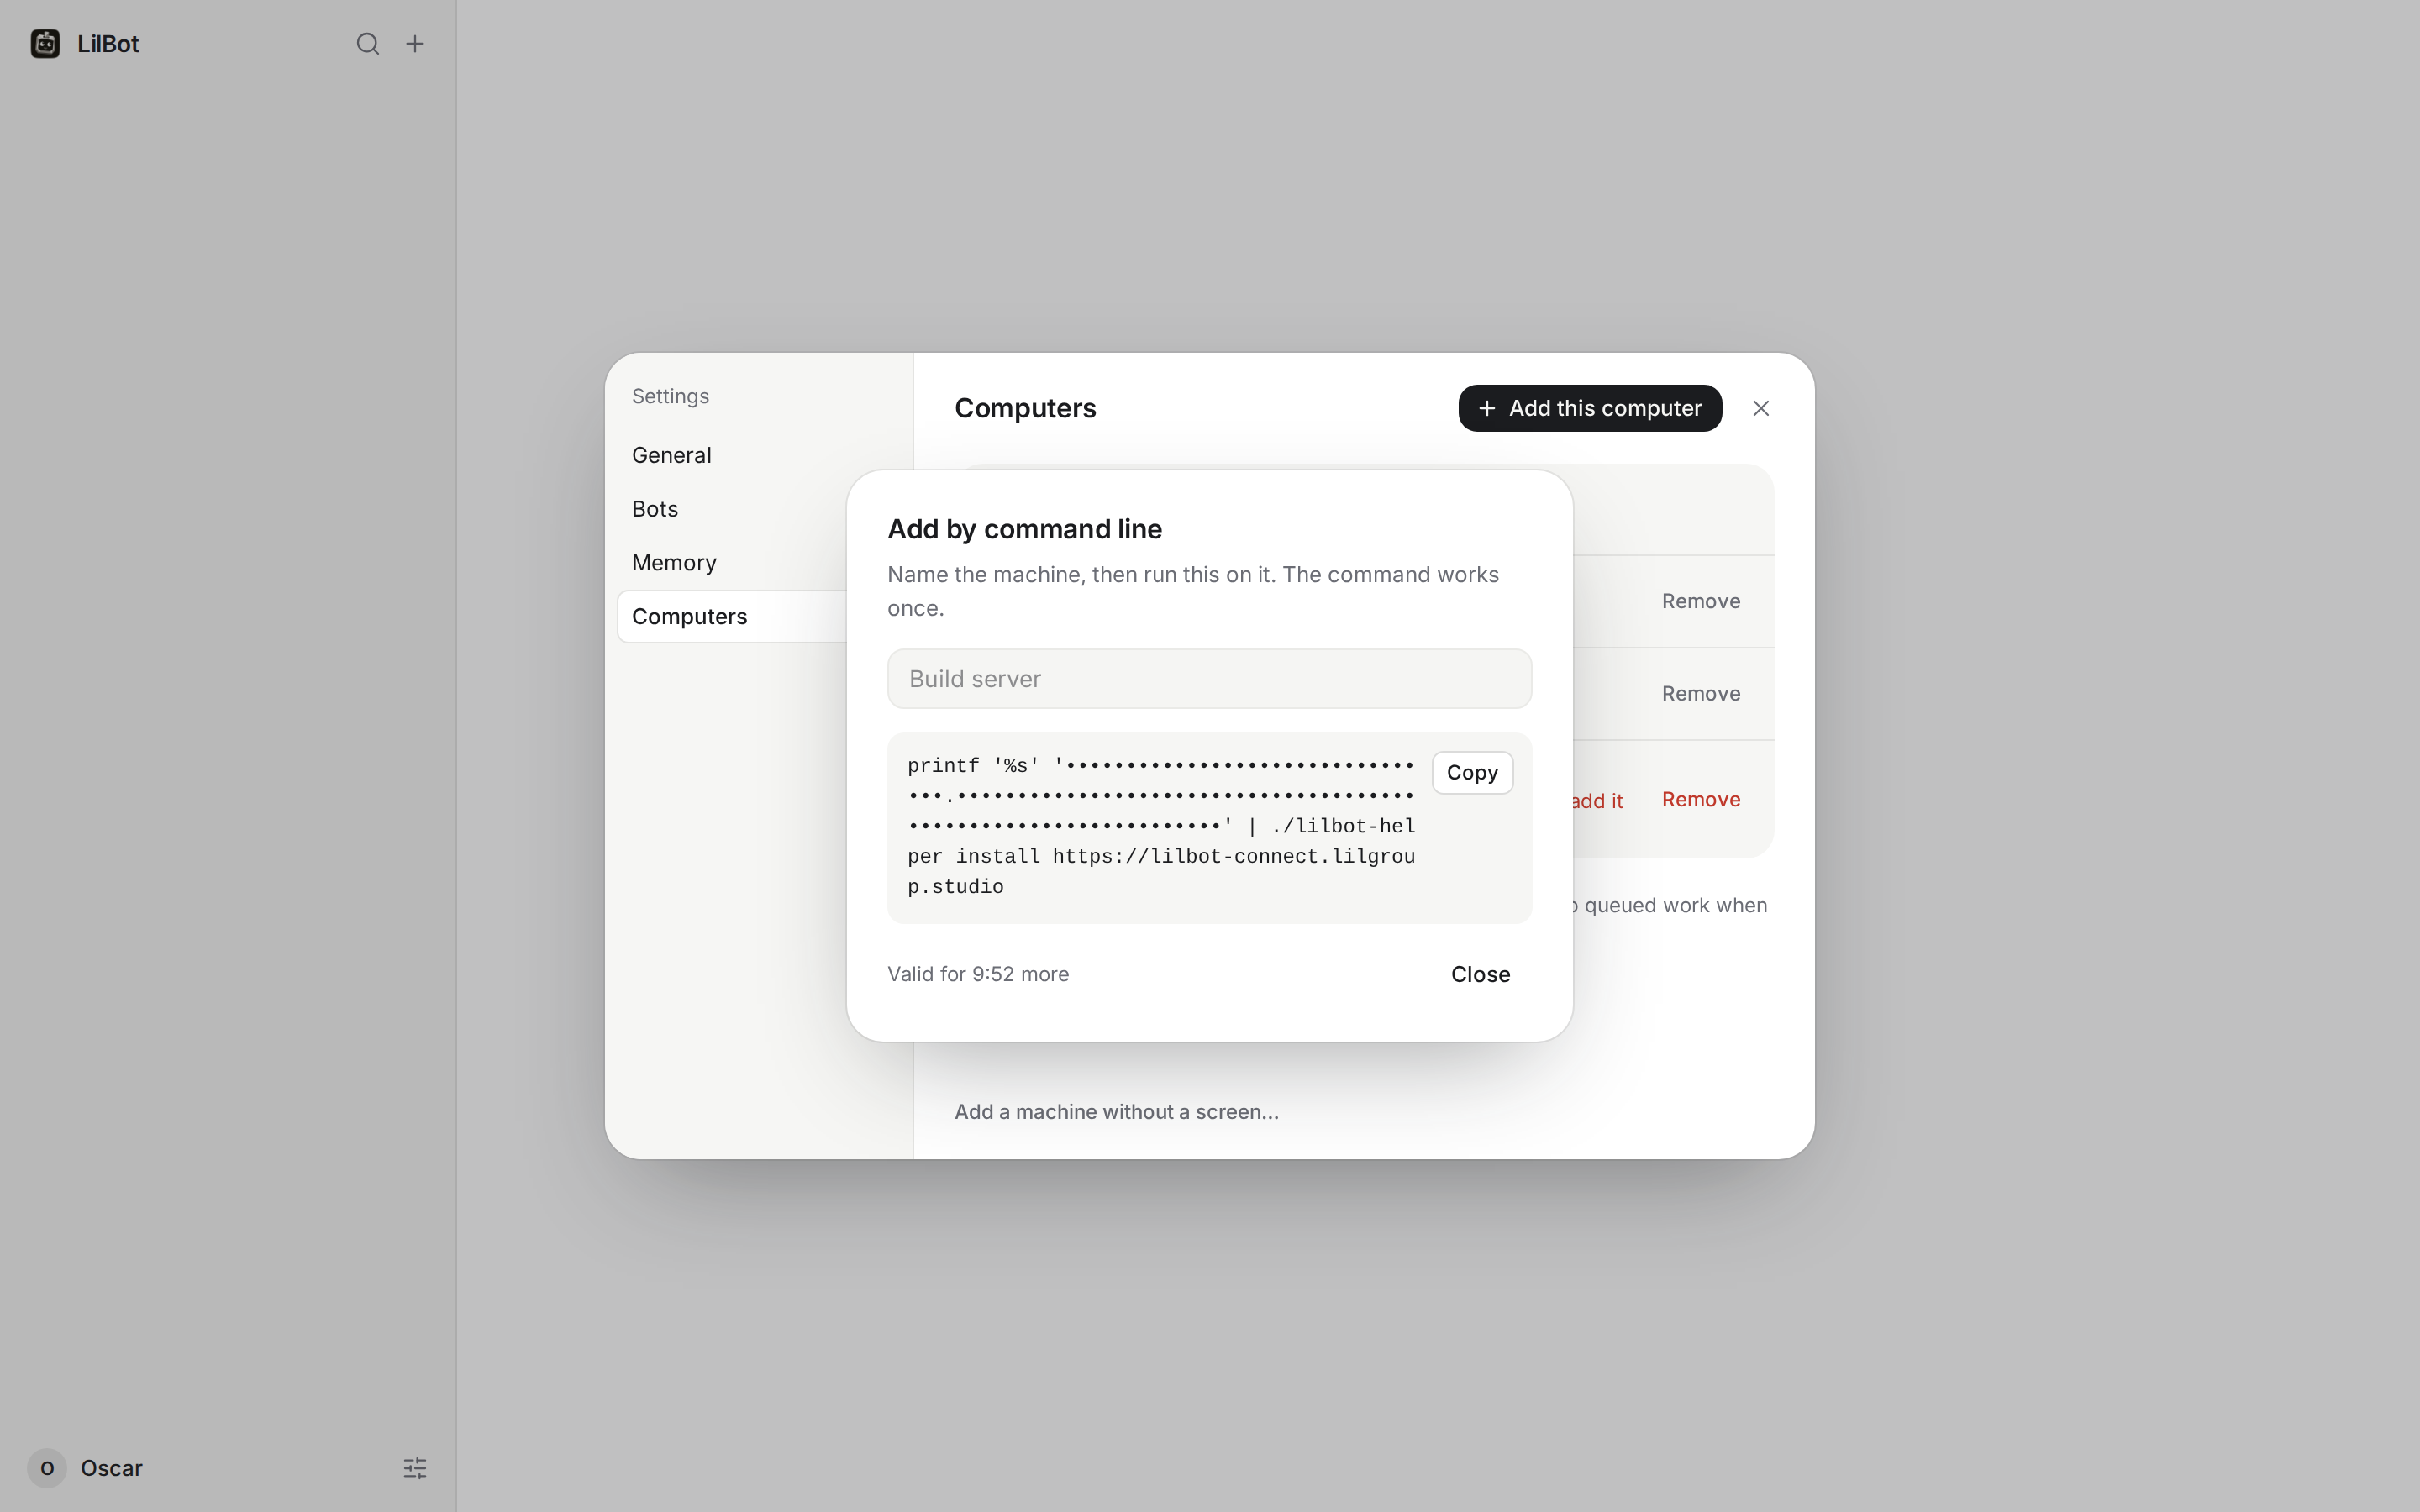 LilBot
Settings
General
Bots
Memory
Computers
Computers
Add this computer
Add by command line
Name the machine, then run this on it. The command works
once.
Build server
printf '%s' '•••••••••••••••••••••••••••••
•••.••••••••••••••••••••••••••••••••••••••
••••••••••••••••••••••••••' | ./lilbot-hel
per install https://lilbot-connect.lilgrou
p.studio
Copy
Valid for 9:52 more
Close
Remove
Remove
add it
Remove
queued work when
Add a machine without a screen...
O
Oscar